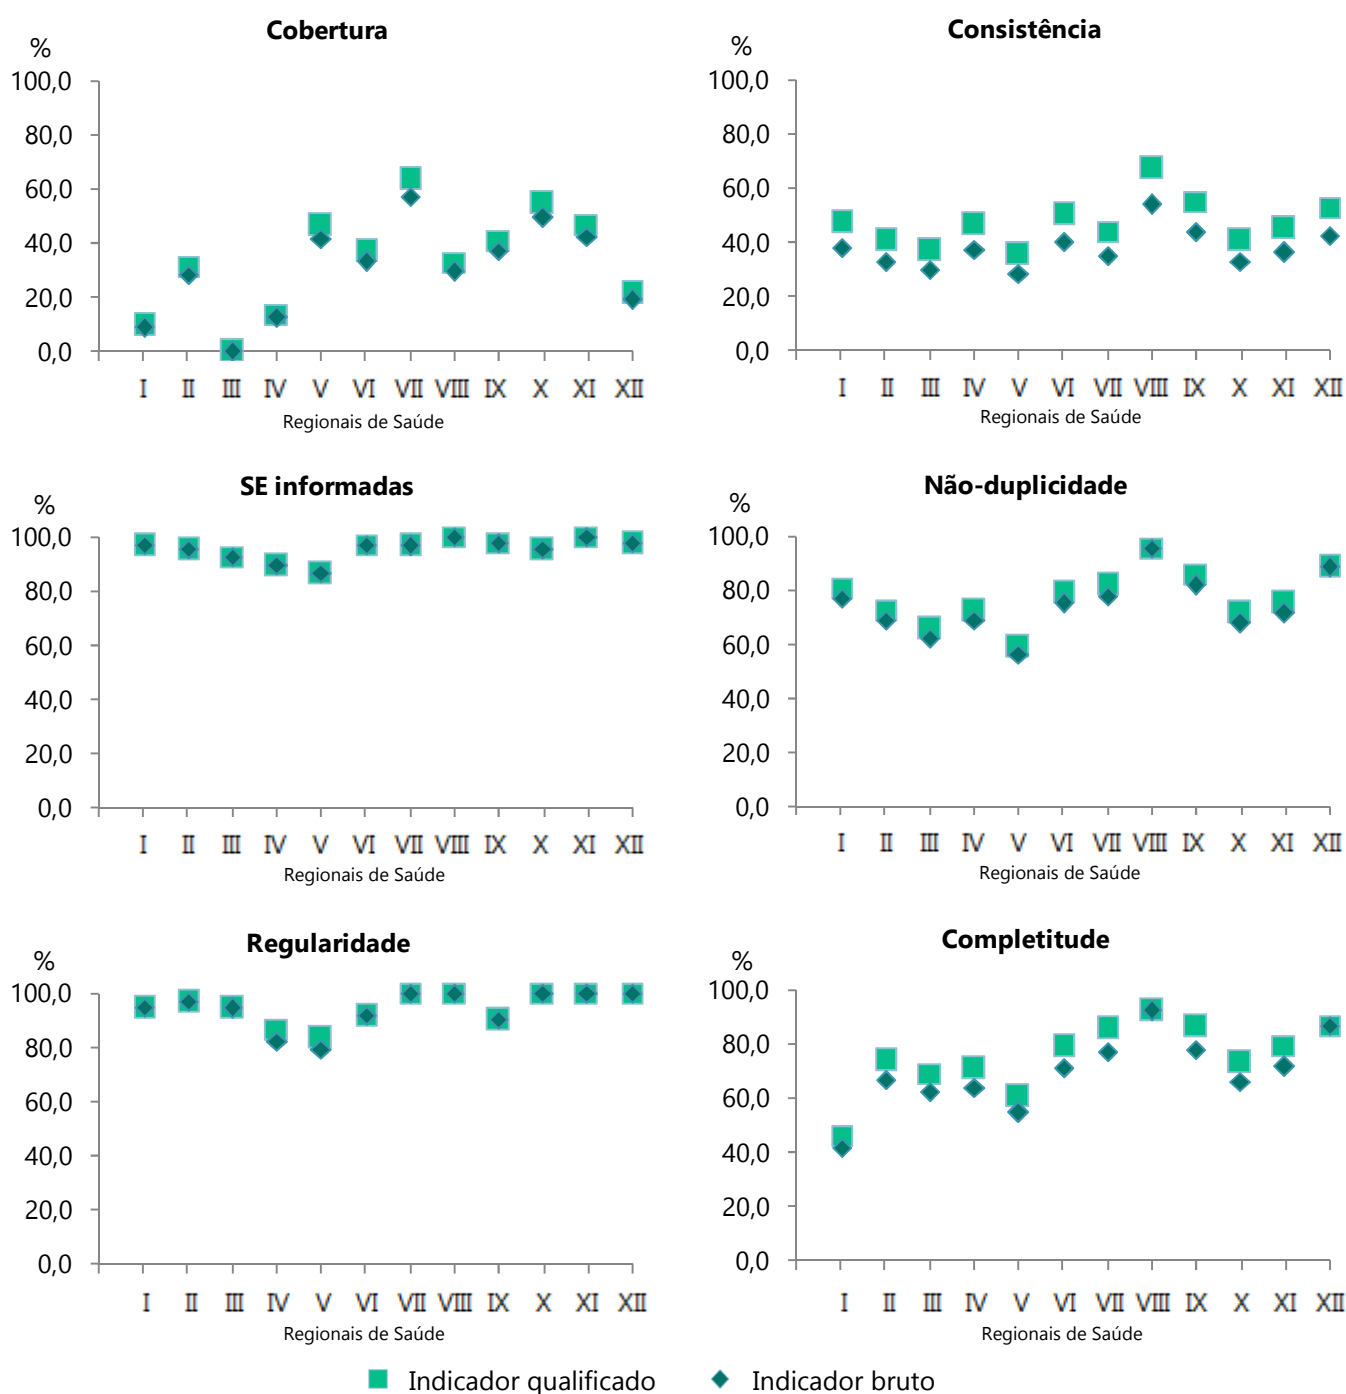 Cobertura
%
100,0
80,0
60,0
40,0
20,0
0,0
I II III IV V VI VII VIII IX X XI XII
Regionais de Saúde
Consistência
%
100,0
80,0
60,0
40,0
20,0
0,0
I II III IV V VI VII VIII IX X XI XII
Regionais de Saúde
SE informadas
%
100,0
80,0
60,0
40,0
20,0
0,0
I II III IV V VI VII VIII IX X XI XII
Regionais de Saúde
Não-duplicidade
%
100,0
80,0
60,0
40,0
20,0
0,0
I II III IV V VI VII VIII IX X XI XII
Regionais de Saúde
Regularidade
%
100,0
80,0
60,0
40,0
20,0
0,0
I II III IV V VI VII VIII IX X XI XII
Regionais de Saúde
Completitude
%
100,0
80,0
60,0
40,0
20,0
0,0
I II III IV V VI VII VIII IX X XI XII
Regionais de Saúde
Indicador qualificado Indicador bruto